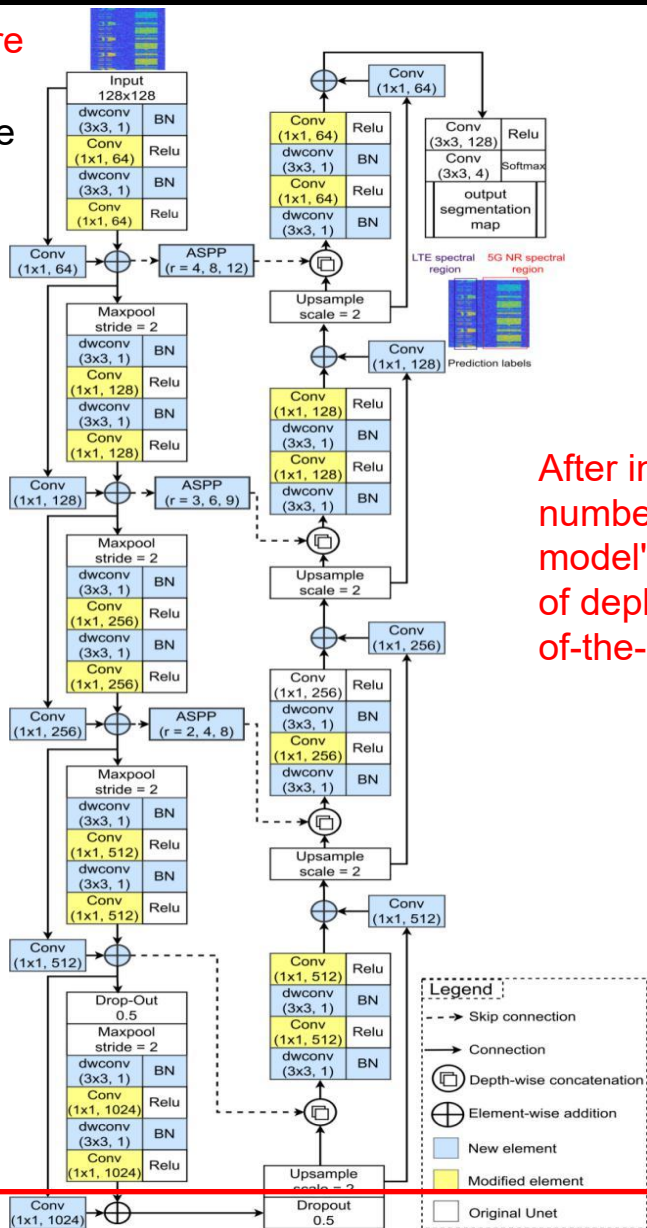 re
e
Input
128x128
dwconv
(3x3, 1)
BN
Conv
(1x1, 64)
Relu
dwconv
(3x3, 1)
BN
Conv
(1x1, 64)
Relu
Conv
(1x1, 64)
ASPP
(r = 4, 8, 12)
Maxpool
stride = 2
dwconv
(3x3, 1)
BN
Conv
(1x1, 128)
Relu
dwconv
(3x3, 1)
BN
Conv
(1x1, 128)
Relu
Conv
(1x1, 128)
ASPP
(r = 3, 6, 9)
Maxpool
stride = 2
dwconv
(3x3, 1)
BN
Conv
(1x1, 256)
Relu
dwconv
(3x3, 1)
BN
Conv
(1x1, 256)
Relu
Conv
(1x1, 256)
ASPP
(r = 2, 4, 8)
Maxpool
stride = 2
dwconv
(3x3, 1)
BN
Conv
(1x1, 512)
Relu
dwconv
(3x3, 1)
BN
Conv
(1x1, 512)
Relu
Conv
(1x1, 512)
Drop-Out
0.5
Maxpool
stride = 2
dwconv
(3x3, 1)
BN
Conv
(1x1, 1024)
Relu
dwconv
(3x3, 1)
BN
Conv
(1x1, 1024)
Relu
Conv
(1x1, 1024)
Conv
(1x1, 64)
Conv
(1x1, 64)
Relu
dwconv
(3x3, 1)
BN
Conv
(1x1, 64)
Relu
dwconv
(3x3, 1)
BN
Upsample
scale = 2
Conv
(1x1, 128)
Conv
(1x1, 128)
Relu
dwconv
(3x3, 1)
BN
Conv
(1x1, 128)
Relu
dwconv
(3x3, 1)
BN
Upsample
scale = 2
Conv
(1x1, 256)
Conv
(1x1, 256)
Relu
dwconv
(3x3, 1)
BN
Conv
(1x1, 256)
Relu
dwconv
(3x3, 1)
BN
Upsample
scale = 2
Conv
(1x1, 512)
Conv
(1x1, 512)
Relu
dwconv
(3x3, 1)
BN
Conv
(1x1, 512)
Relu
dwconv
(3x3, 1)
BN
Upsample
scale = 2
Dropout
0.5
Conv
(3x3, 128)
Relu
Conv
(3x3, 4)
Softmax
output
segmentation
map
LTE spectral
region
5G NR spectral
region
Prediction labels
After in
numbe
model'
of depl
of-the-
Legend
Skip connection
Connection
Depth-wise concatenation
Element-wise addition
New element
Modified element
Original Unet